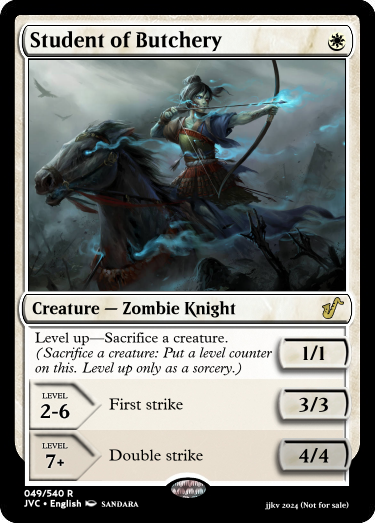 Student of Butchery
Creature — Zombie Knight
Level up—Sacrifice a creature.
(Sacrifice a creature: Put a level counter
on this. Level up only as a sorcery.)
1/1
LEVEL
2-6
First strike
3/3
LEVEL
7+
Double strike
4/4
049/540 R
JVC • English SANDARA
jjkv 2024 (Not for sale)